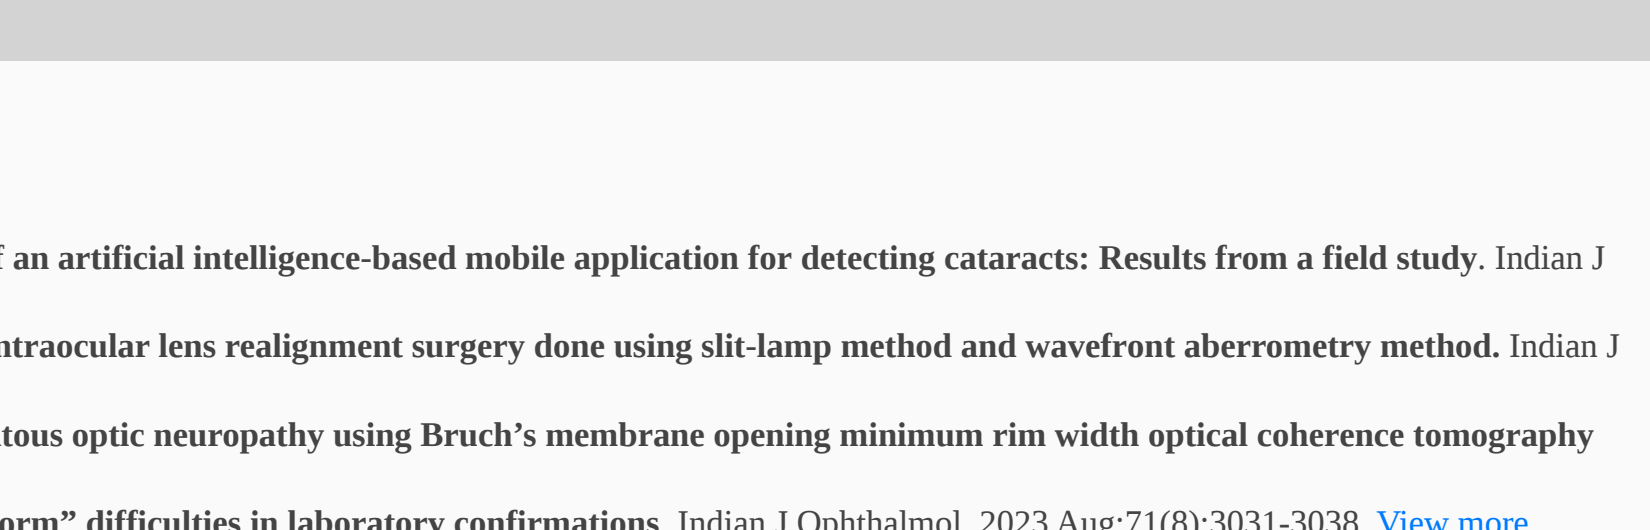 an artificial intelligence-based mobile application for detecting cataracts: Results from a field study. Indian J
lens realignment surgery done using slit-lamp method and wavefront aberrometry method. Indian J
optic neuropathy using Bruch’s membrane opening minimum rim width optical coherence tomography
difficulties in laboratory confirmations. Indian J Ophthalmol. 2023 Aug;71(8):3031-3038. View more